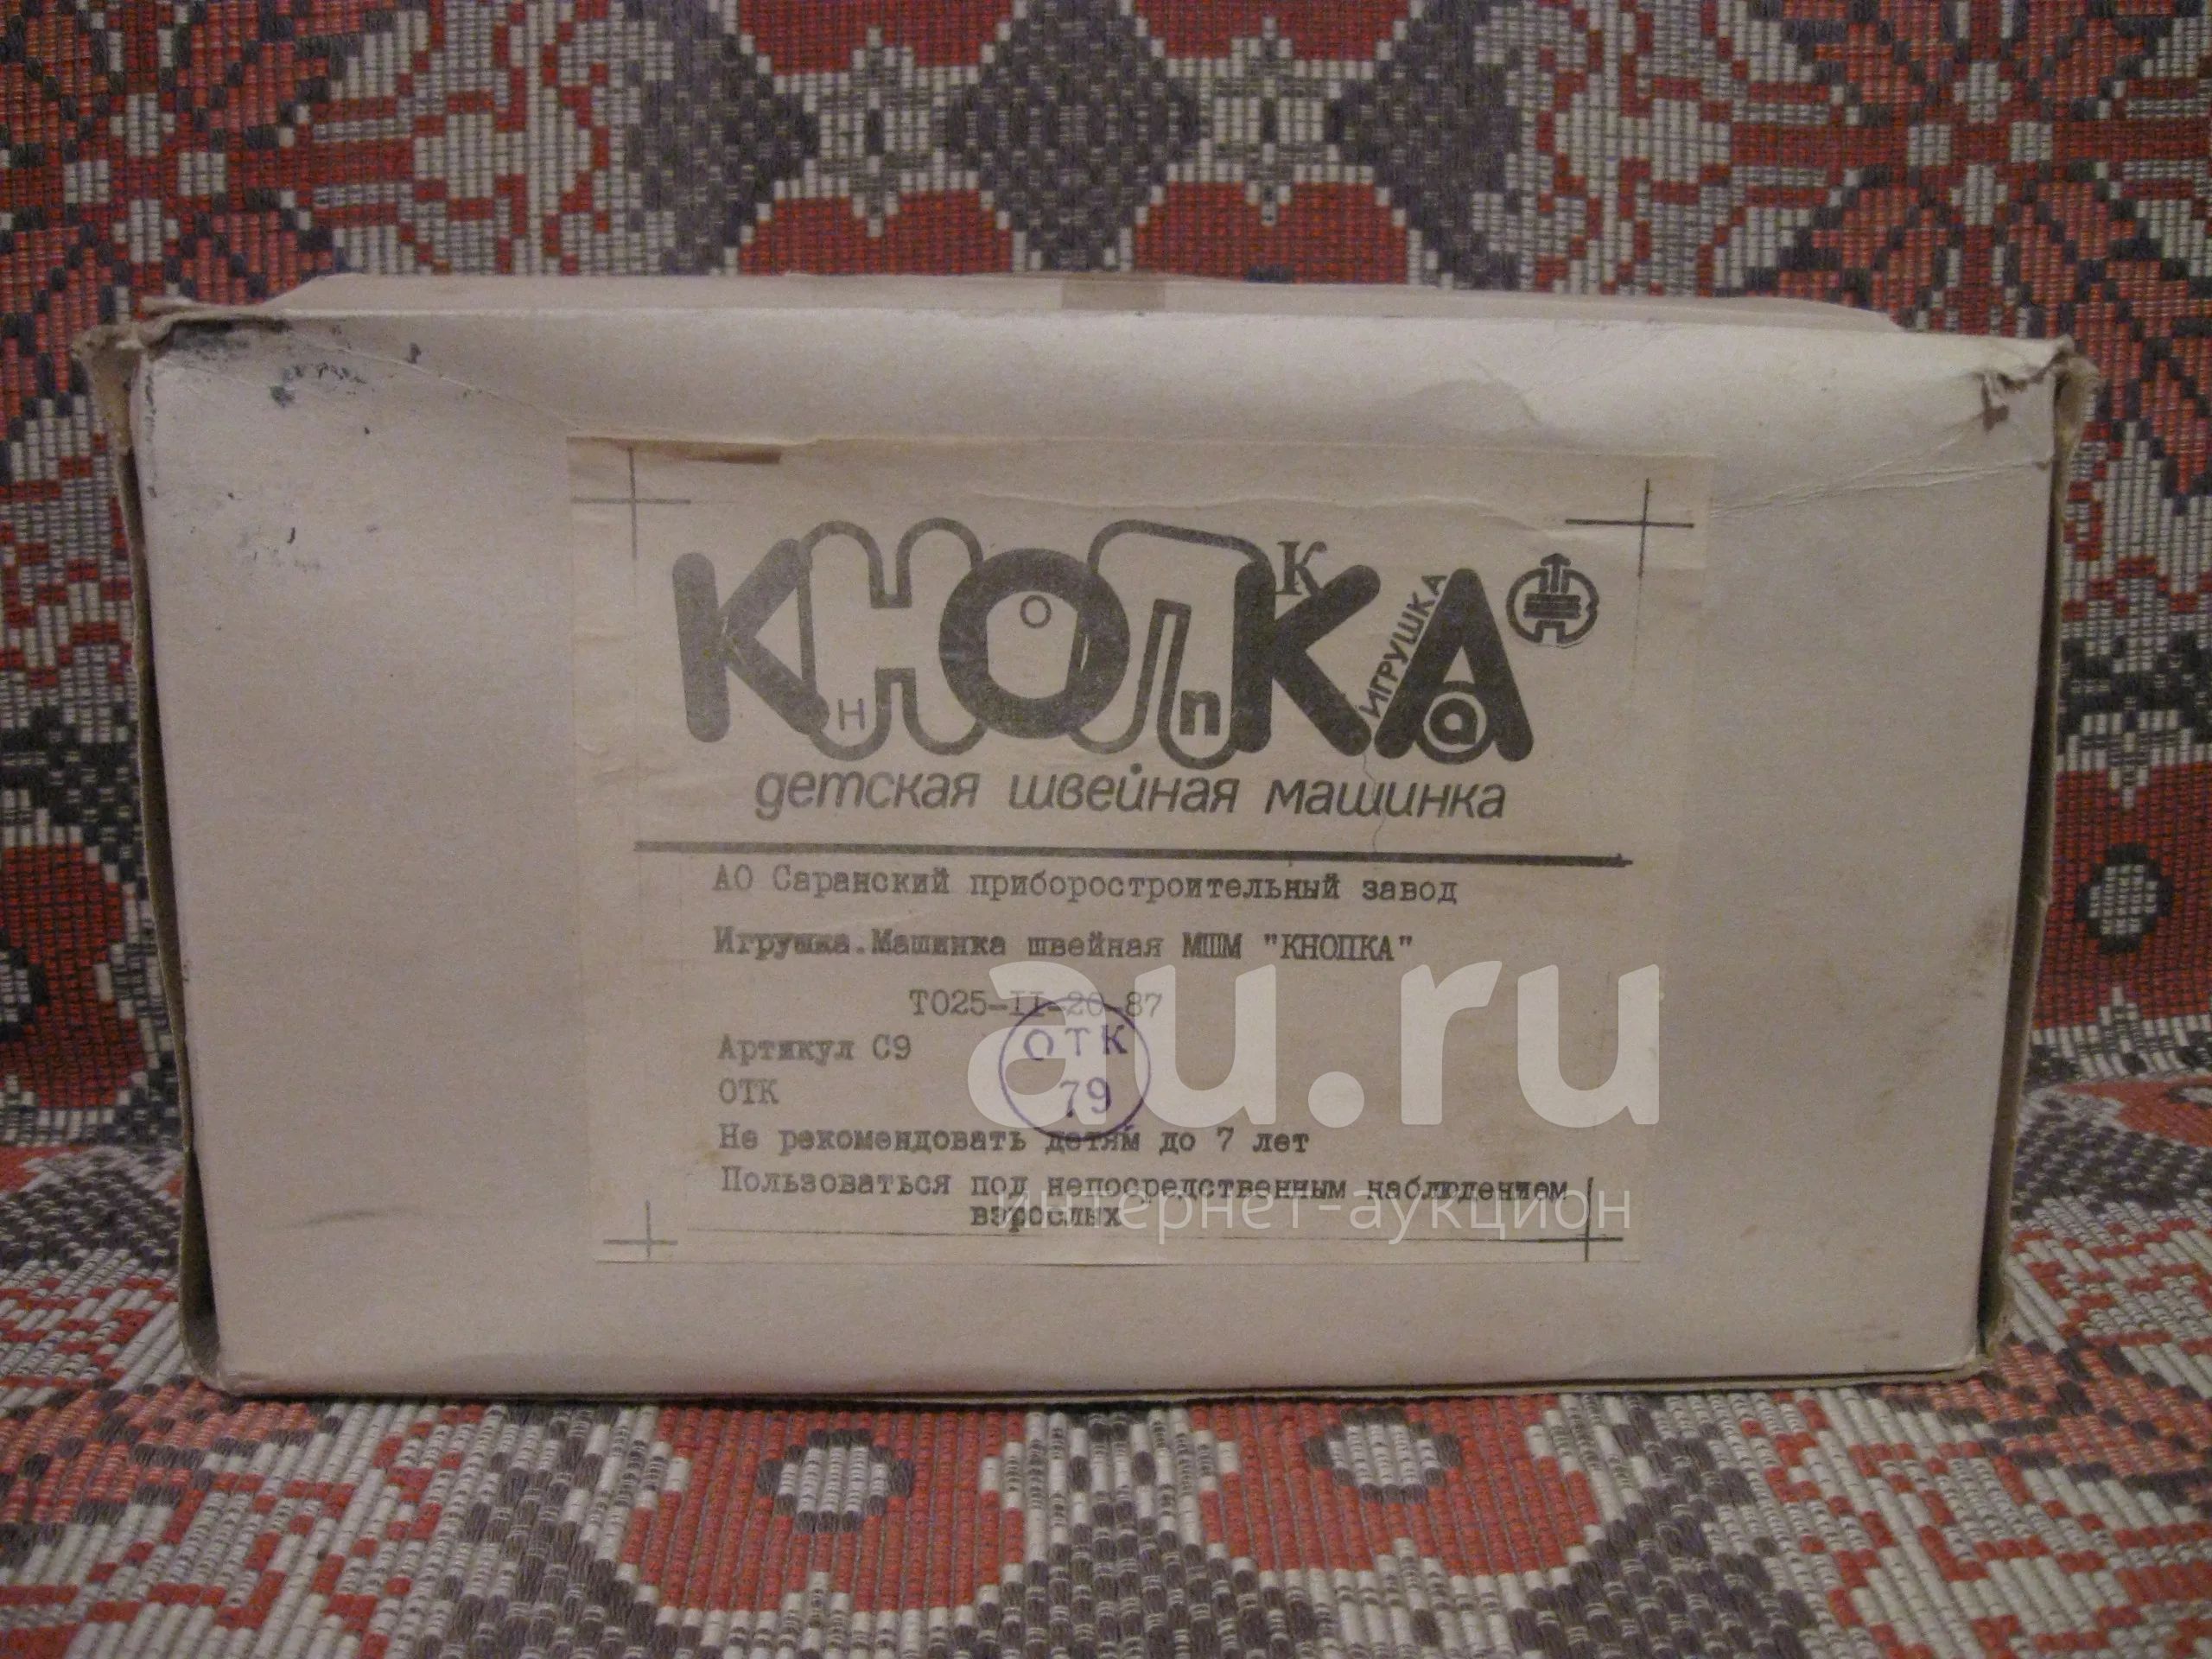 КНОПКА
н о п к а
ИГРУШКА
детская швейная машинка
АО Саранский приборостроительный завод
Игрушка.Машинка швейная МШМ "КНОПКА"
ТО25-II-20-87
Артикул С9
ОТК
ОТК
79
Не рекомендовать детям до 7 лет
Пользоваться под непосредственным наблюдением
взрослых
au.ru
интернет-аукцион